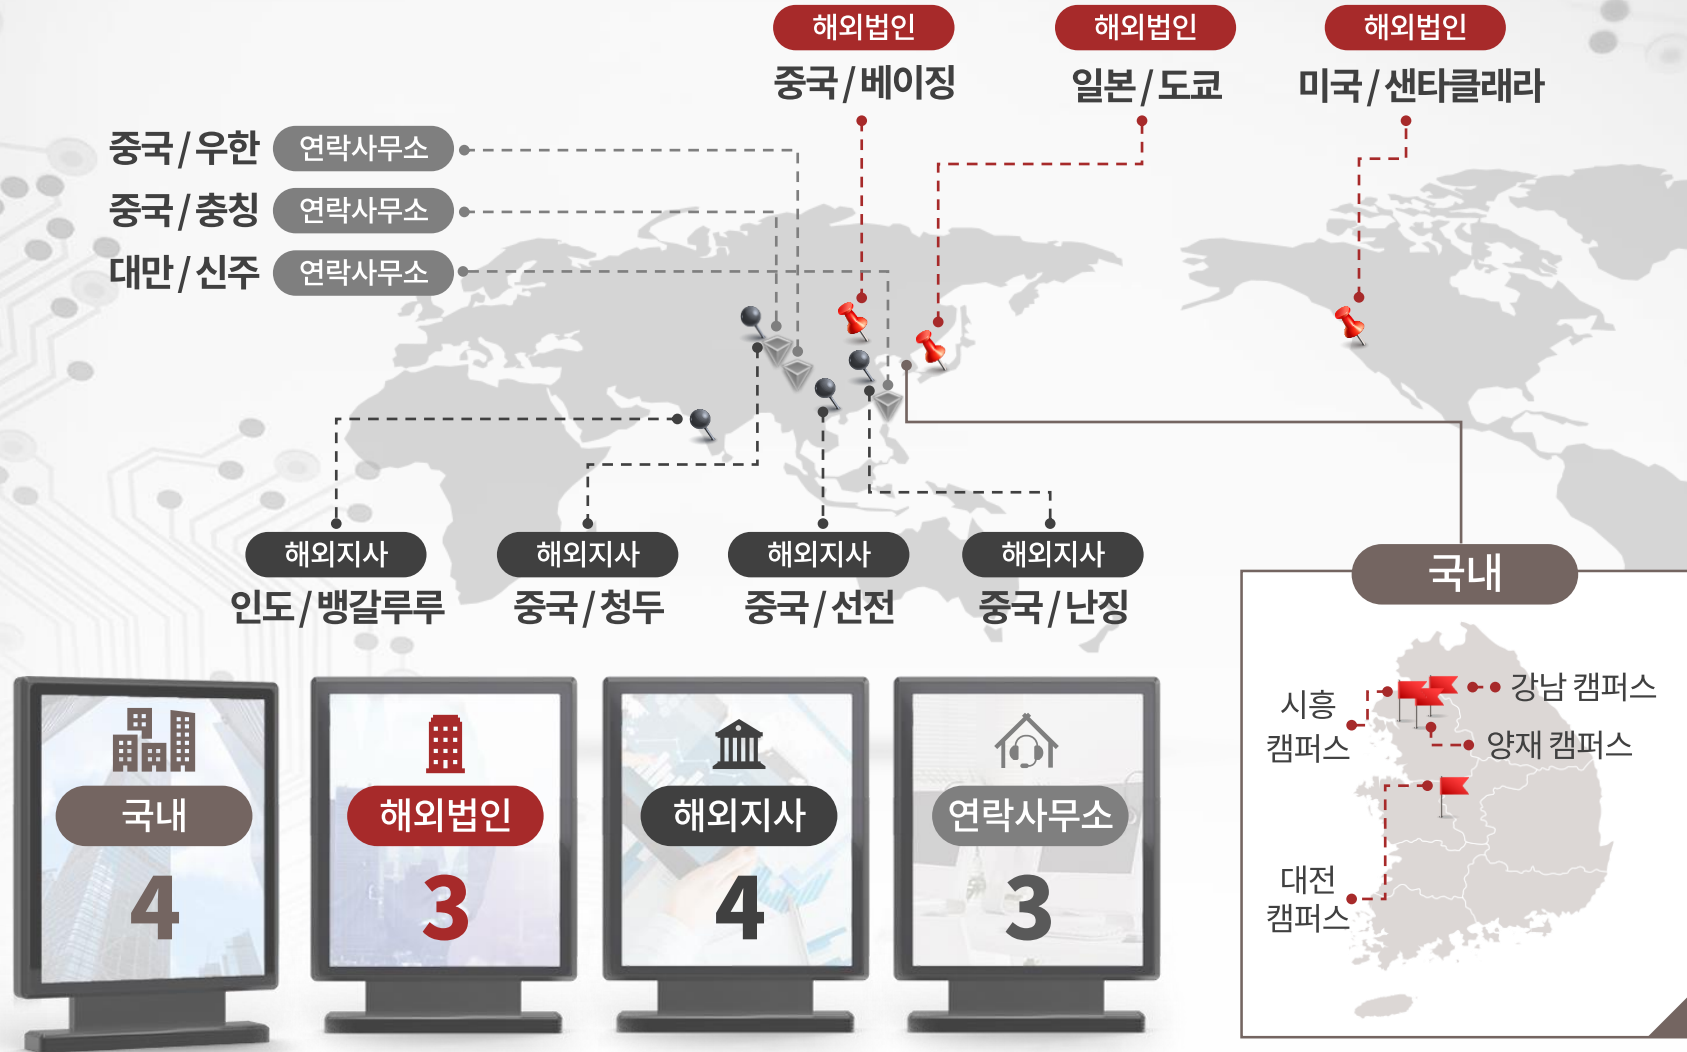 해외법인
중국 / 베이징
해외법인
일본 / 도쿄
해외법인
미국 / 샌타클래라
중국 / 우한 연락사무소
중국 / 충칭 연락사무소
대만 / 신주 연락사무소
해외지사
인도 / 뱅갈루루
해외지사
중국 / 청두
해외지사
중국 / 선전
해외지사
중국 / 난징
국내
시흥
캠퍼스
강남 캠퍼스
양재 캠퍼스
대전
캠퍼스
국내
4
해외법인
3
해외지사
4
연락사무소
3